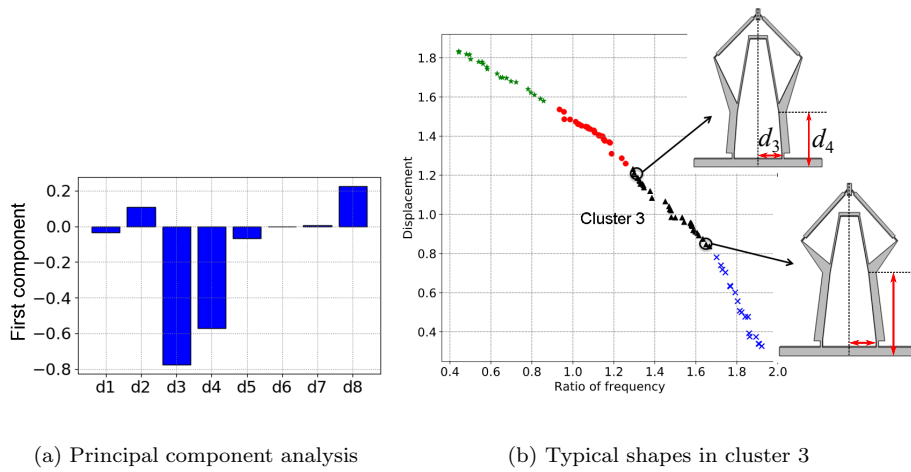 First component
0.2
0.0
−0.2
−0.4
−0.6
−0.8
d1 d2 d3 d4 d5 d6 d7 d8
(a) Principal component analysis
Displacement
1.8
1.6
1.4
1.2
1.0
0.8
0.6
0.4
Cluster 3
d3
d4
0.4 0.6 0.8 1.0 1.2 1.4 1.6 1.8 2.0
Ratio of frequency
(b) Typical shapes in cluster 3